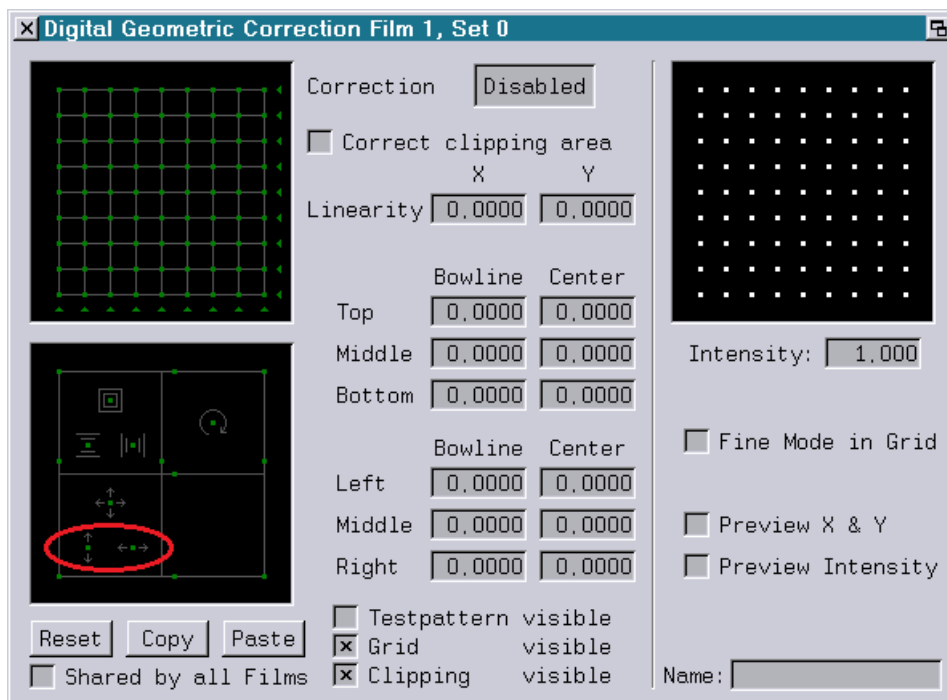 Digital Geometric Correction Film 1, Set 0
Correction Disabled
Correct clipping area
X Y
Linearity 0,0000 0,0000
Bowline Center
Top 0,0000 0,0000
Middle 0,0000 0,0000
Bottom 0,0000 0,0000
Bowline Center
Left 0,0000 0,0000
Middle 0,0000 0,0000
Right 0,0000 0,0000
Testpattern visible
Grid visible
Clipping visible
Reset Copy Paste
Shared by all Films
Intensity: 1,000
Fine Mode in Grid
Preview X & Y
Preview Intensity
Name: